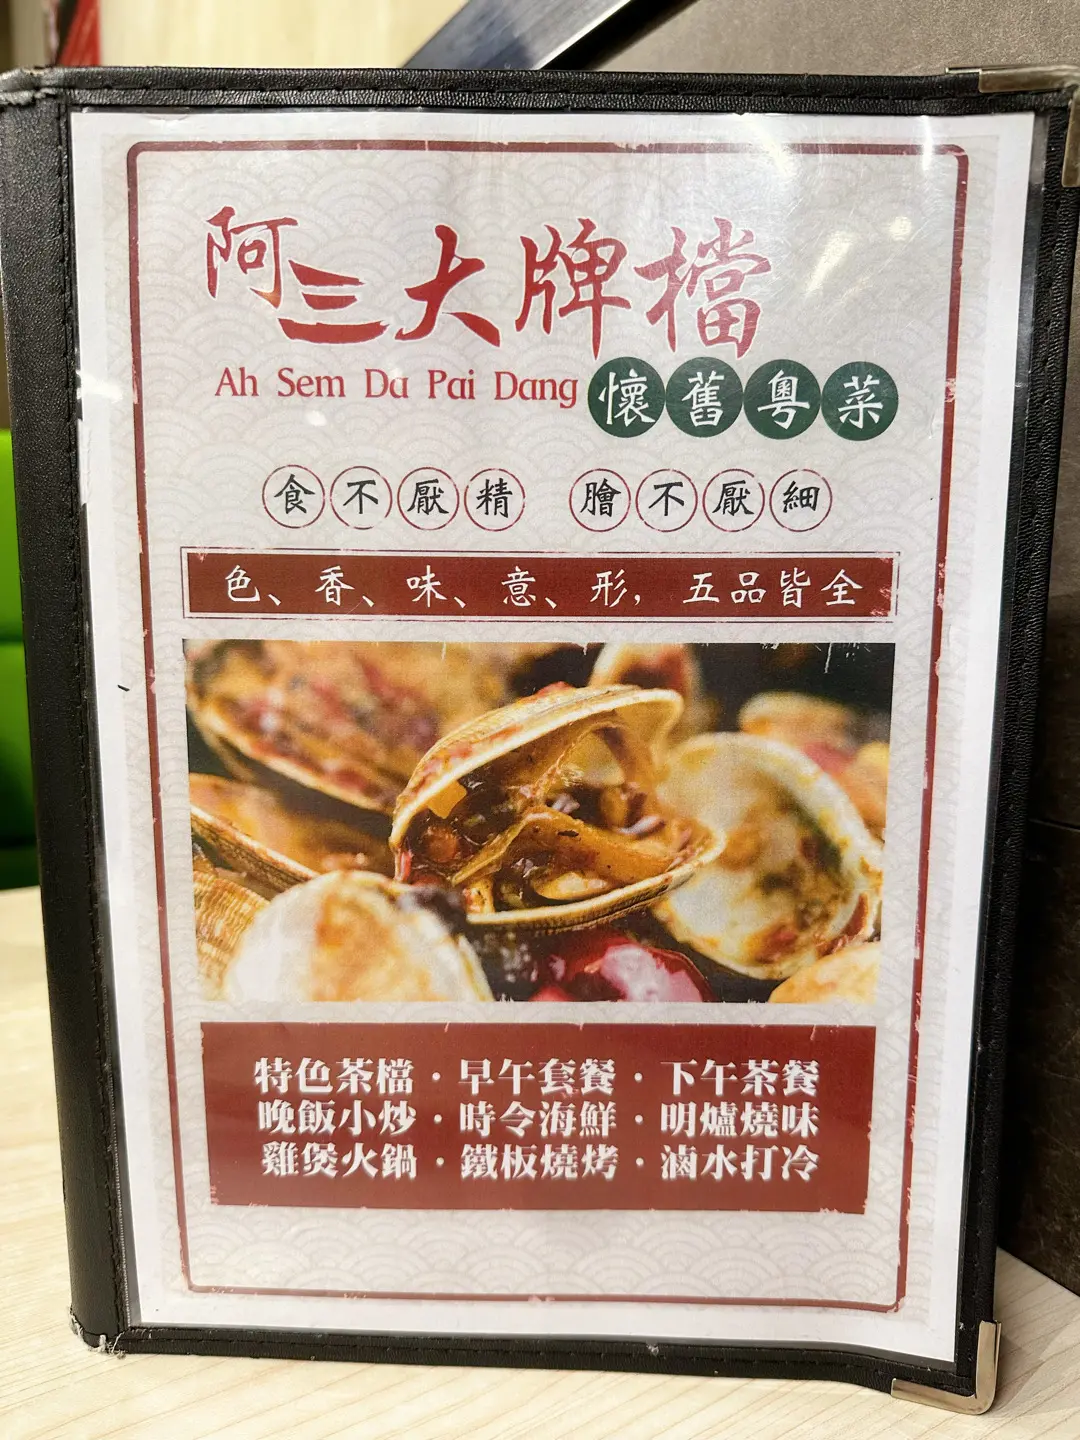 阿三大牌檔
Ah Sem Da Pai Dang 懷舊粵菜
食不厭精 膾不厭細
色、香、味、意、形，五品皆全
特色茶檔·早午套餐·下午茶餐
晚飯小炒·時令海鮮·明爐燒味
雞煲火鍋·鐵板燒烤·滷水打冷